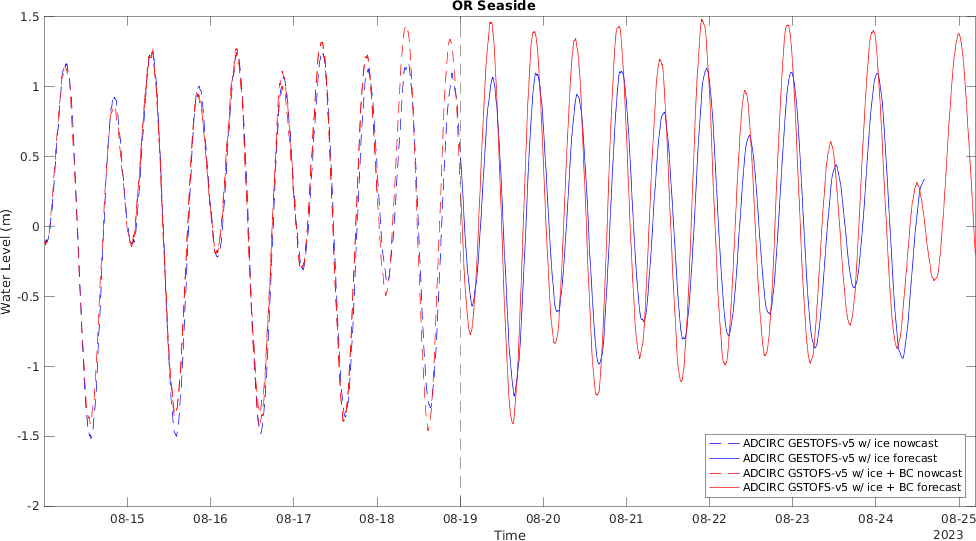 OR Seaside
1.5
1
0.5
0
-0.5
-1
-1.5
-2
Water Level (m)
ADCIRC GESTOFS-v5 w/ ice nowcast
ADCIRC GESTOFS-v5 w/ ice forecast
ADCIRC GSTOFS-v5 w/ ice + BC nowcast
ADCIRC GSTOFS-v5 w/ ice + BC forecast
08-15 08-16 08-17 08-18 08-19 08-20 08-21 08-22 08-23 08-24 08-25
Time
2023